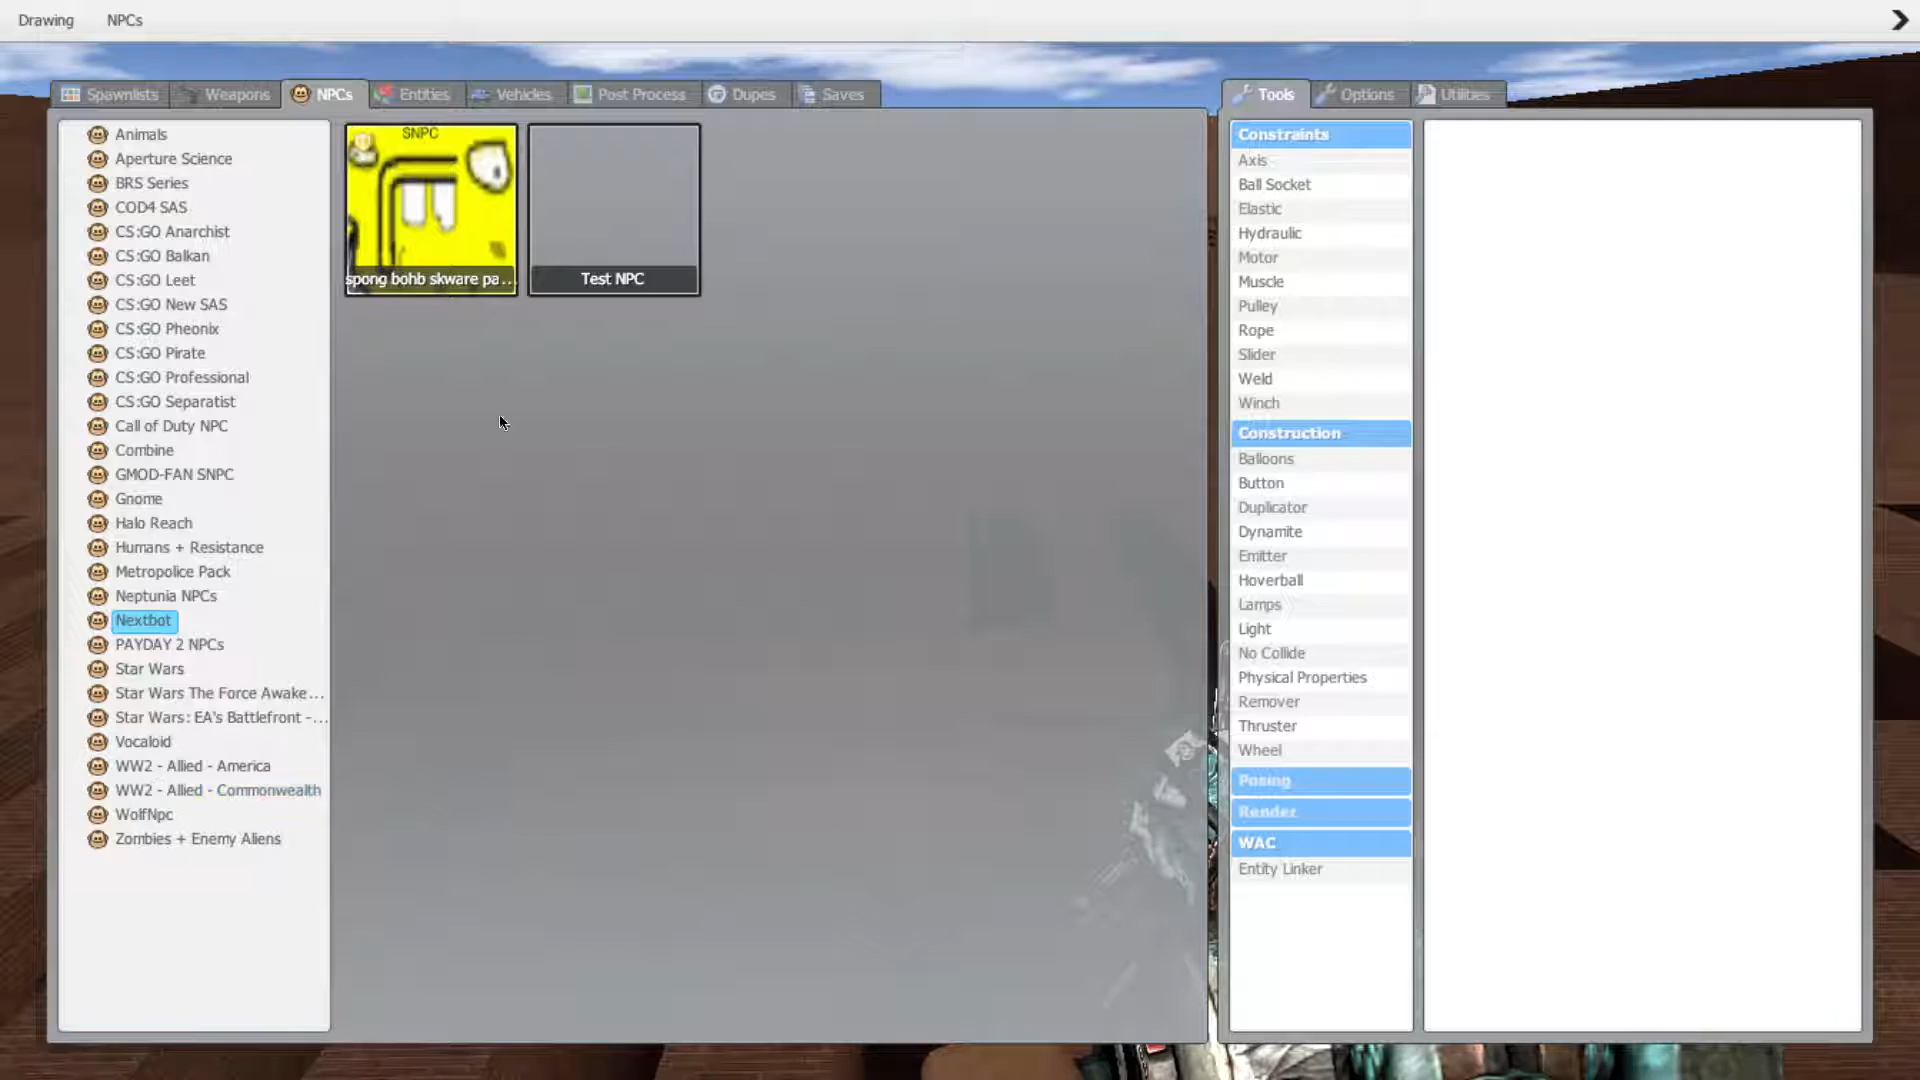 Drawing NPCs
Spawnlists Weapons NPCs Entities Vehicles Post Process Dupes Saves
Animals
Aperture Science
BRS Series
COD4 SAS
CS:GO Anarchist
CS:GO Balkan
CS:GO Leet
CS:GO New SAS
CS:GO Pheonix
CS:GO Pirate
CS:GO Professional
CS:GO Separatist
Call of Duty NPC
Combine
GMOD-FAN SNPC
Gnome
Halo Reach
Humans + Resistance
Metropolice Pack
Neptunia NPCs
Nextbot
PAYDAY 2 NPCs
Star Wars
Star Wars The Force Awake...
Star Wars: EA's Battlefront -...
Vocaloid
WW2 - Allied - America
WW2 - Allied - Commonwealth
WolfNpc
Zombies + Enemy Aliens
SNPC
spong bohb skware pa...
Test NPC
Tools Options Utilities
Constraints
Axis
Ball Socket
Elastic
Hydraulic
Motor
Muscle
Pulley
Rope
Slider
Weld
Winch
Construction
Balloons
Button
Duplicator
Dynamite
Emitter
Hoverball
Lamps
Light
No Collide
Physical Properties
Remover
Thruster
Wheel
Posing
Render
WAC
Entity Linker